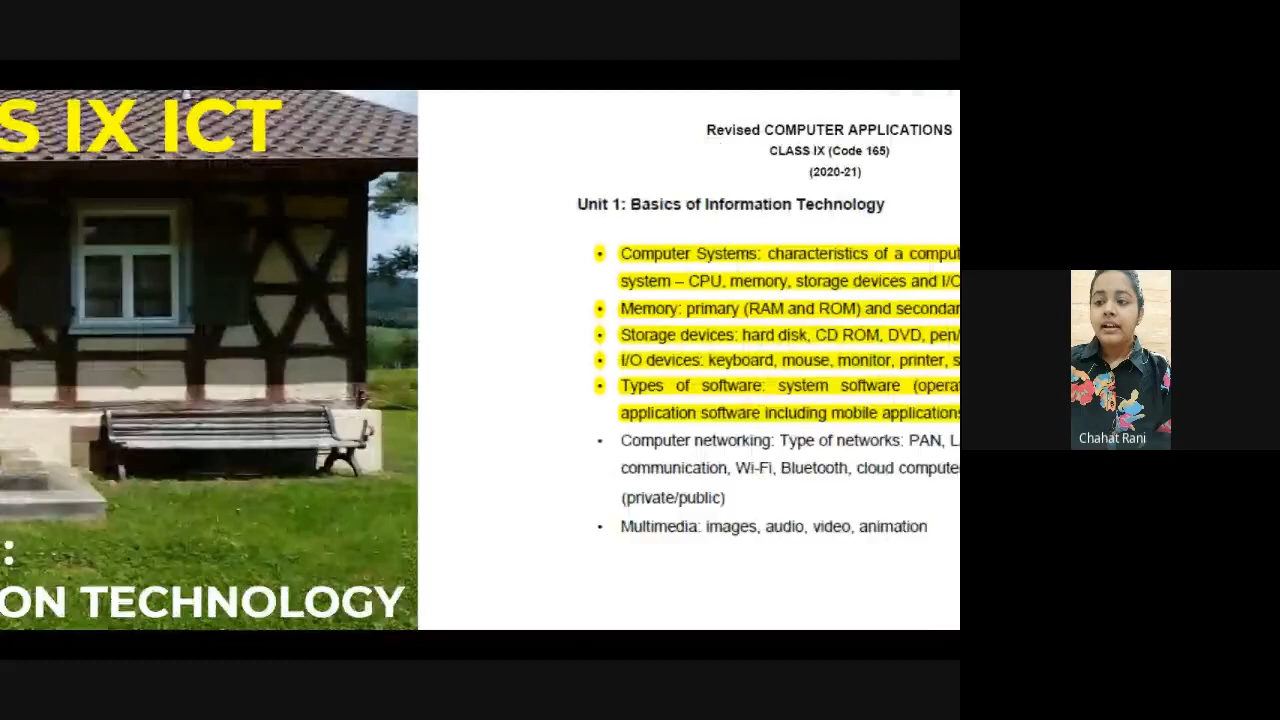 S IX ICT
:
ON TECHNOLOGY
Revised COMPUTER APPLICATIONS
CLASS IX (Code 165)
(2020-21)
Unit 1: Basics of Information Technology
• Computer Systems: characteristics of a comput
system – CPU, memory, storage devices and I/O
• Memory: primary (RAM and ROM) and secondar
• Storage devices: hard disk, CD ROM, DVD, pen/
• I/O devices: keyboard, mouse, monitor, printer, s
• Types of software: system software (operat
application software including mobile applications
• Computer networking: Type of networks: PAN, L
communication, Wi-Fi, Bluetooth, cloud compute
(private/public)
• Multimedia: images, audio, video, animation
Chahat Rani